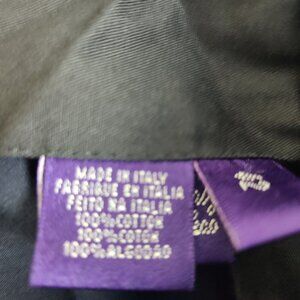 MADE IN ITALY
FABRIQUE EN ITALIA
FEITO NA ITALIA
100%COTTON
100%COTON
100%ALGODAO